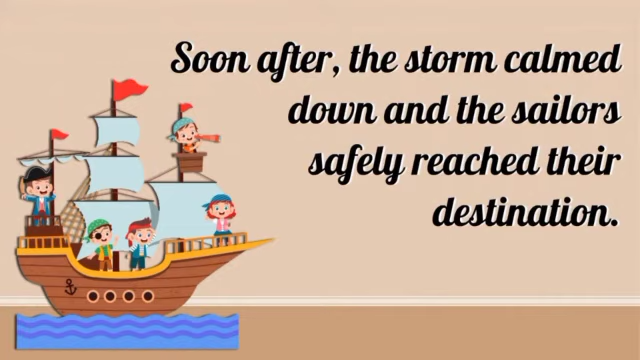 Soon after, the storm calmed
down and the sailors
safely reached their
destination.